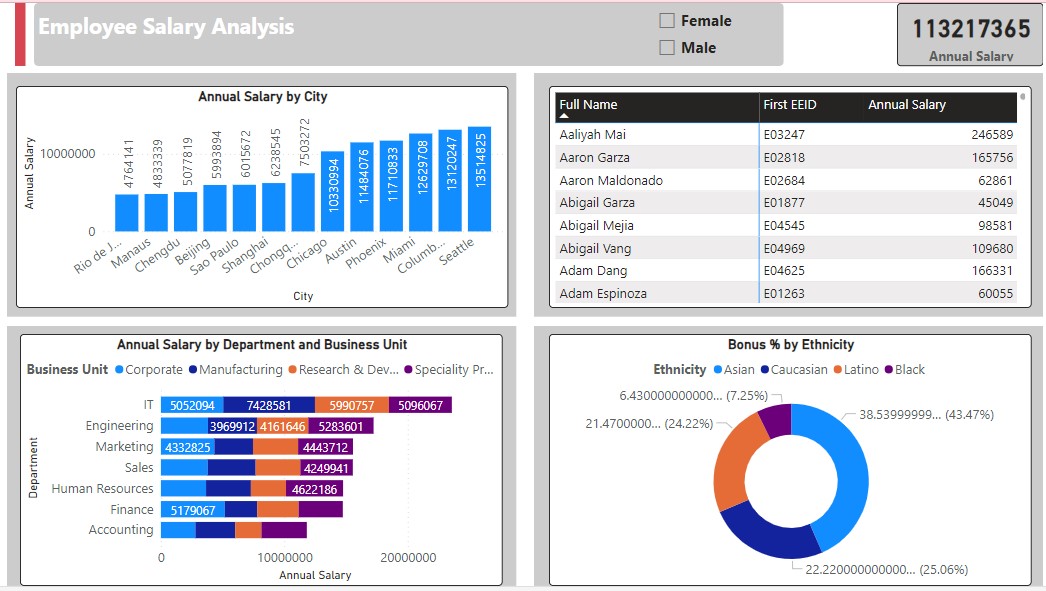 Employee Salary Analysis
Female
Male
113217365
Annual Salary
Annual Salary by City
Annual Salary
10000000
0
4764141
4833339
5077819
5993894
6015672
6238545
7503272
10330994
11484076
11710833
12629708
13120247
13514825
Rio de J...
Manaus
Chengdu
Beijing
Sao Paulo
Shanghai
Chongq...
Chicago
Austin
Phoenix
Miami
Columb...
Seattle
City
Full Name First EEID Annual Salary
Aaliyah Mai E03247 246589
Aaron Garza E02818 165756
Aaron Maldonado E02684 62861
Abigail Garza E01877 45049
Abigail Mejia E04545 98581
Abigail Vang E04969 109680
Adam Dang E04625 166331
Adam Espinoza E01263 60055
Annual Salary by Department and Business Unit
Business Unit Corporate Manufacturing Research & Dev... Speciality Pr...
Department
IT 5052094 7428581 5990757 5096067
Engineering 3969912 4161646 5283601
Marketing 4332825 4443712
Sales 4249941
Human Resources 4622186
Finance 5179067
Accounting
0 10000000 20000000
Annual Salary
Bonus % by Ethnicity
Ethnicity Asian Caucasian Latino Black
6.430000000000... (7.25%)
38.53999999... (43.47%)
21.4700000... (24.22%)
22.220000000000... (25.06%)